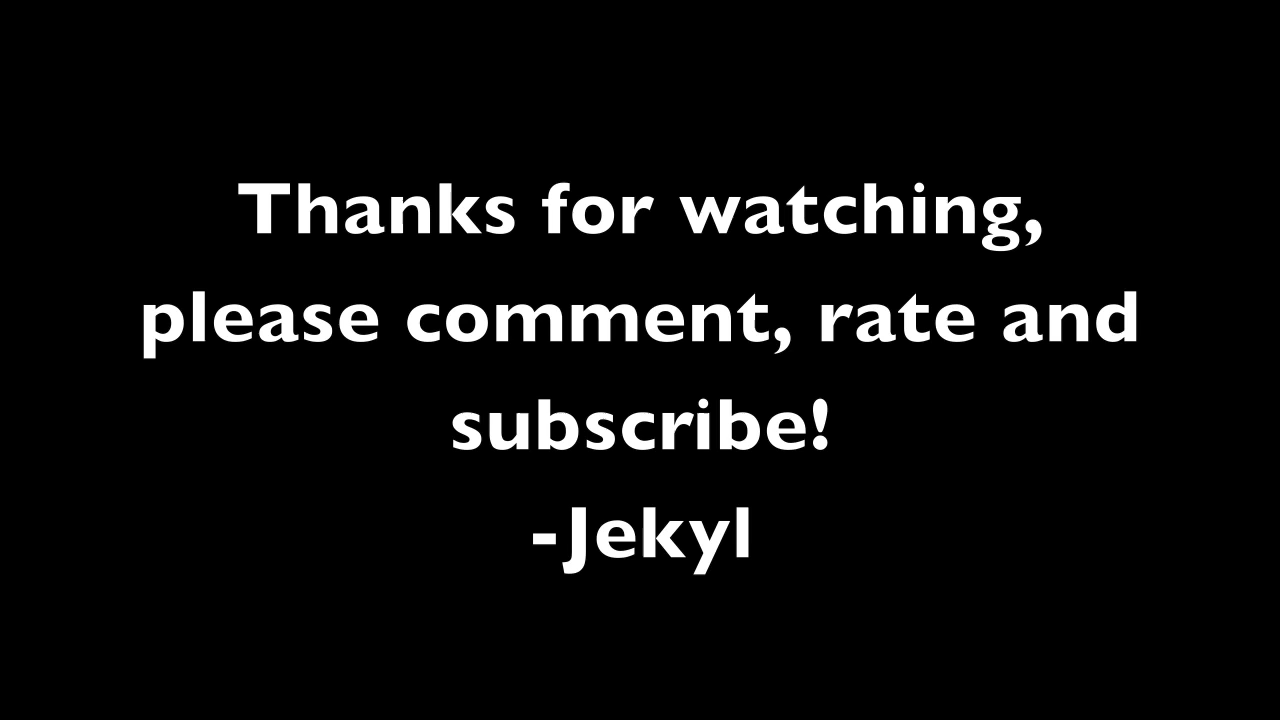 Thanks for watching,
please comment, rate and
subscribe!
-Jekyl